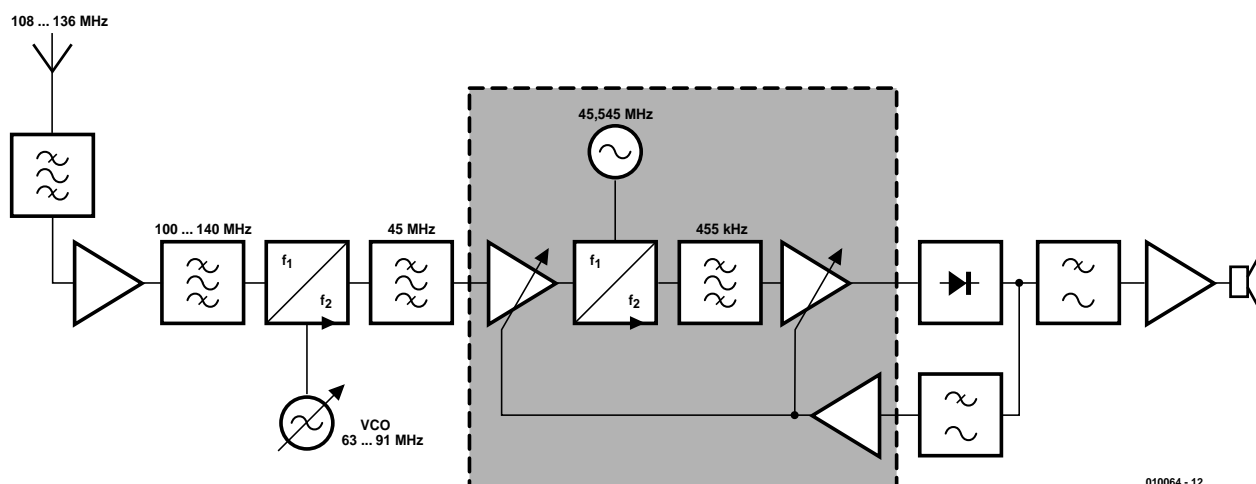 108 ... 136 MHz
45,545 MHz
100 ... 140 MHz
45 MHz
455 kHz
f1
f2
f1
f2
VCO
63 ... 91 MHz
010064 - 12